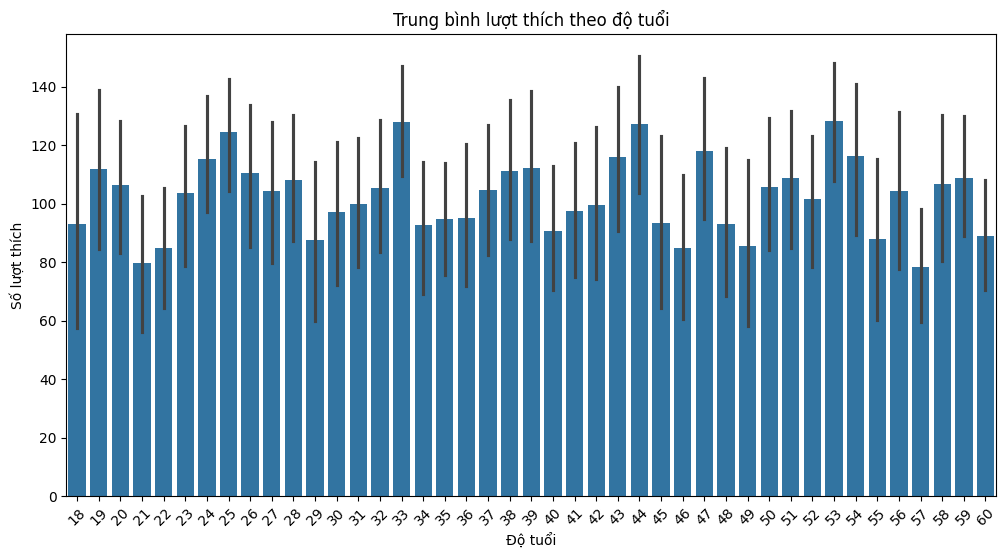 Trung bình lượt thích theo độ tuổi
Số lượt thích
140
120
100
80
60
40
20
0
18 19 20 21 22 23 24 25 26 27 28 29 30 31 32 33 34 35 36 37 38 39 40 41 42 43 44 45 46 47 48 49 50 51 52 53 54 55 56 57 58 59 60
Độ tuổi